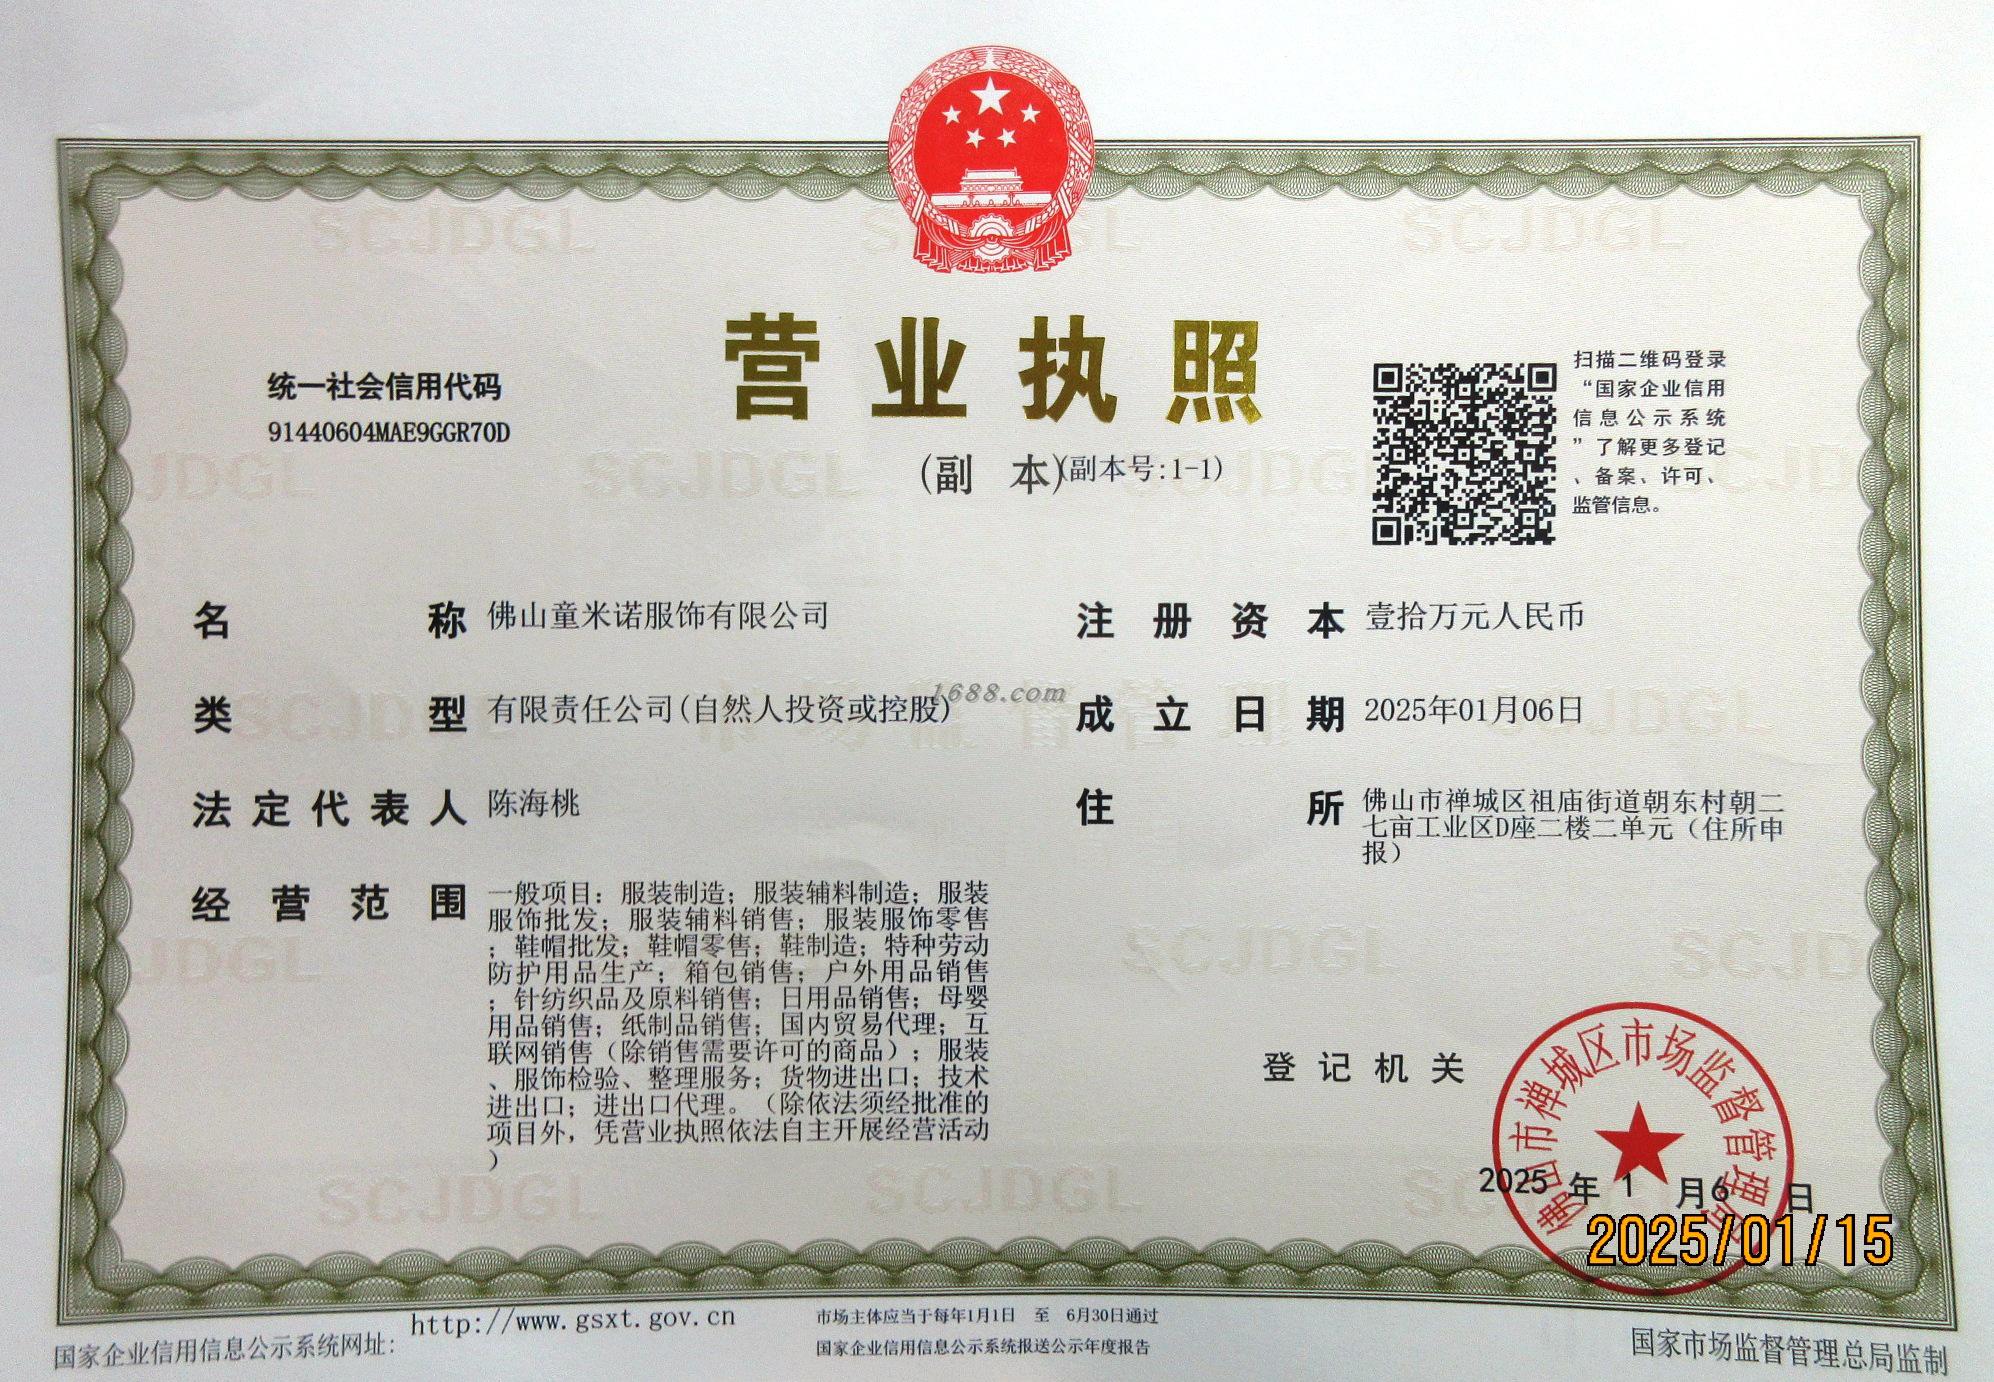 营业执照
(副 本)(副本号:1-1)
统一社会信用代码
91440604MAE9GGR70D
扫描二维码登录
“国家企业信用
信息公示系统
”了解更多登记
、备案、许可、
监管信息。
名称 佛山童米诺服饰有限公司
类型 有限责任公司(自然人投资或控股)
法定代表人 陈海桃
经营范围 一般项目：服装制造；服装辅料制造；服装
服饰批发；服装辅料销售；服装服饰零售
；鞋帽批发；鞋帽零售；鞋制造；特种劳动
防护用品生产；箱包销售；户外用品销售
；针纺织品及原料销售；日用品销售；母婴
用品销售；纸制品销售；国内贸易代理；互
联网销售（除销售需要许可的商品）；服装
、服饰检验、整理服务；货物进出口；技术
进出口；进出口代理。（除依法须经批准的
项目外，凭营业执照依法自主开展经营活动
）
注册资本 壹拾万元人民币
成立日期 2025年01月06日
住所 佛山市禅城区祖庙街道朝东村朝二
七亩工业区D座二楼二单元（住所申
报）
1688.com
登记机关
佛山市禅城区市场监督管理局
2025 年 1 月 6 日
2025/01/15
国家企业信用信息公示系统网址: http://www.gsxt.gov.cn
市场主体应当于每年1月1日 至 6月30日通过
国家企业信用信息公示系统报送公示年度报告
国家市场监督管理总局监制